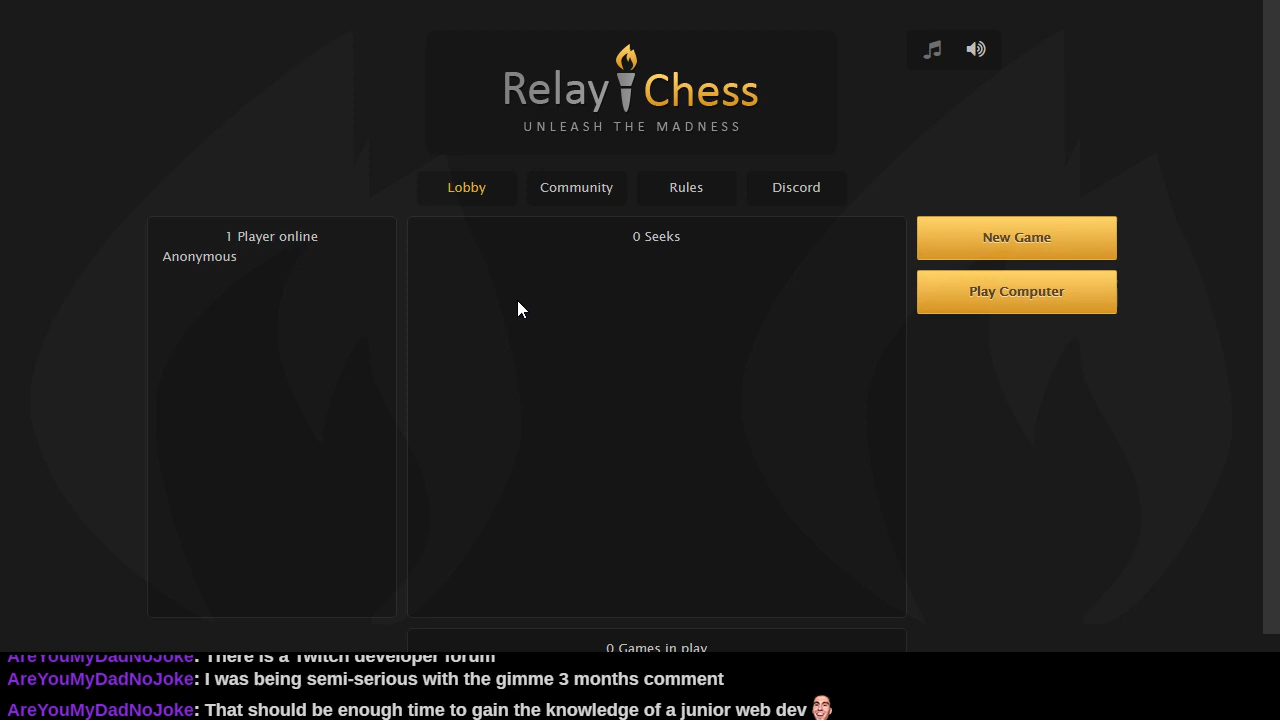 Relay Chess
UNLEASH THE MADNESS
Lobby
Community
Rules
Discord
1 Player online
Anonymous
0 Seeks
New Game
Play Computer
0 Games in play
AreYouMyDadNoJoke: There is a Twitch developer forum
AreYouMyDadNoJoke: I was being semi-serious with the gimme 3 months comment
AreYouMyDadNoJoke: That should be enough time to gain the knowledge of a junior web dev